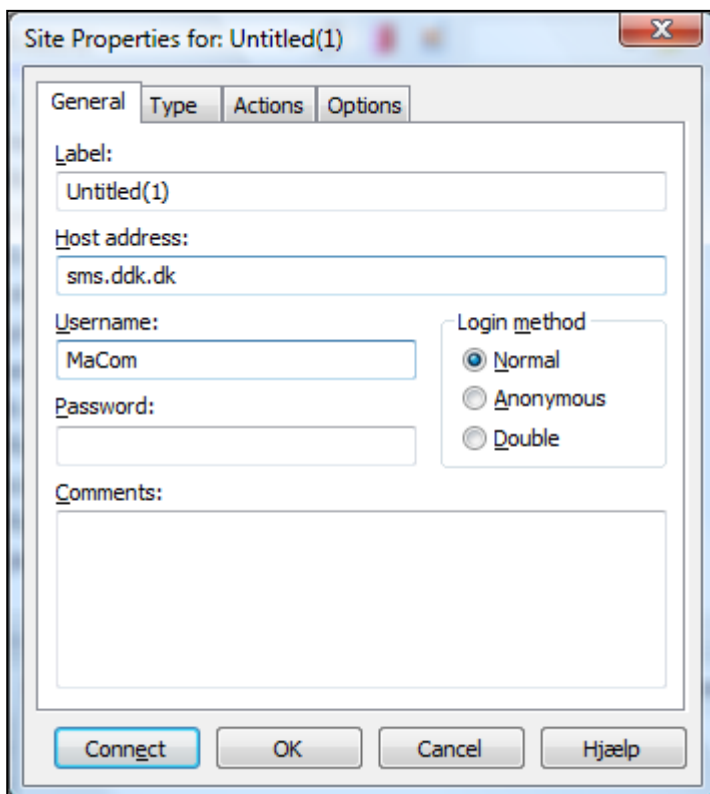 Site Properties for: Untitled(1)
General Type Actions Options
Label:
Untitled(1)
Host address:
sms.ddk.dk
Username:
MaCom
Login method
Normal
Anonymous
Double
Password:
Comments:
Connect OK Cancel Hjælp